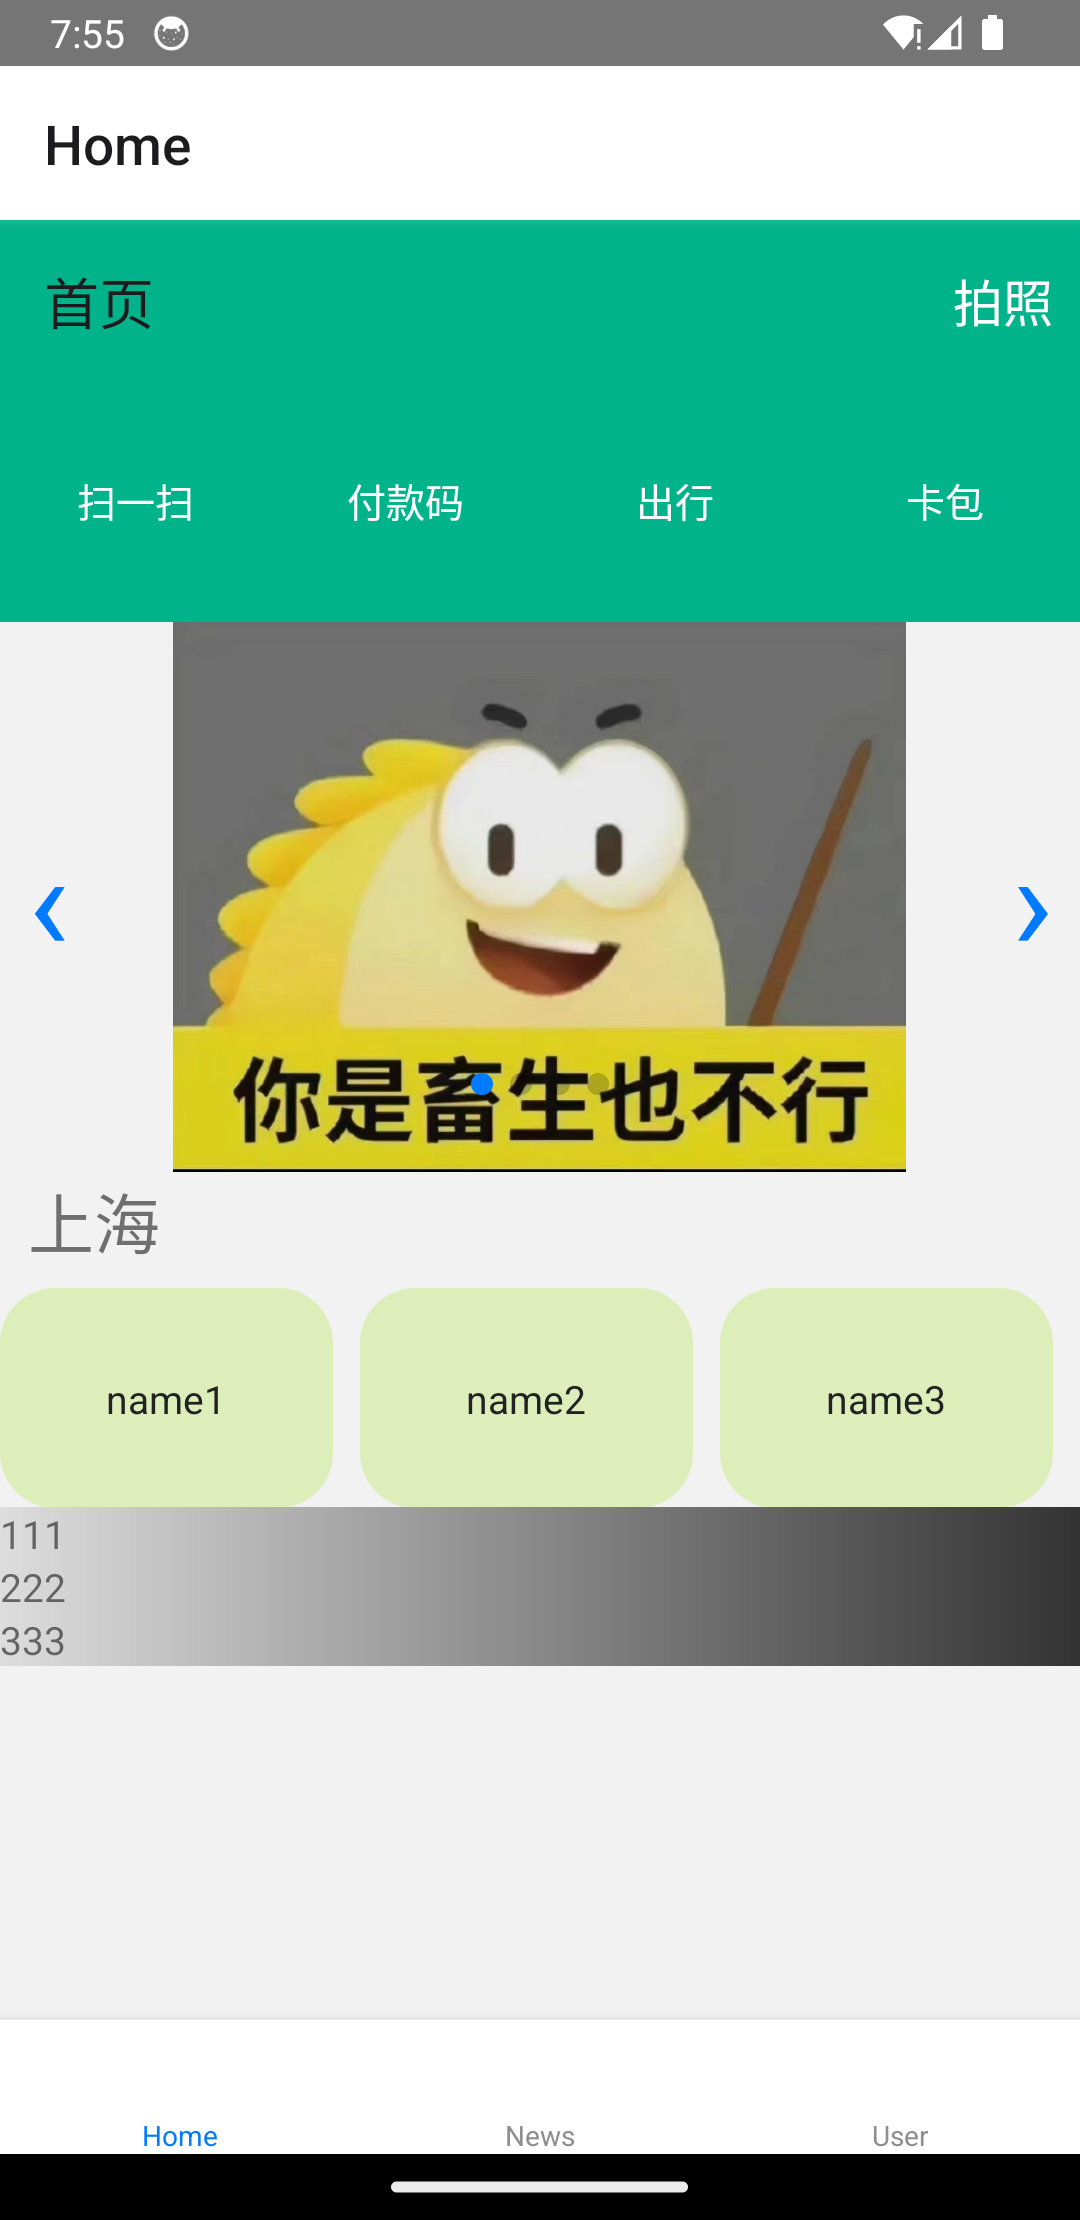 7:55
Home
首页
拍照
扫一扫 付款码 出行 卡包
你是畜生也不行
上海
name1 name2 name3
111
222
333
Home News User